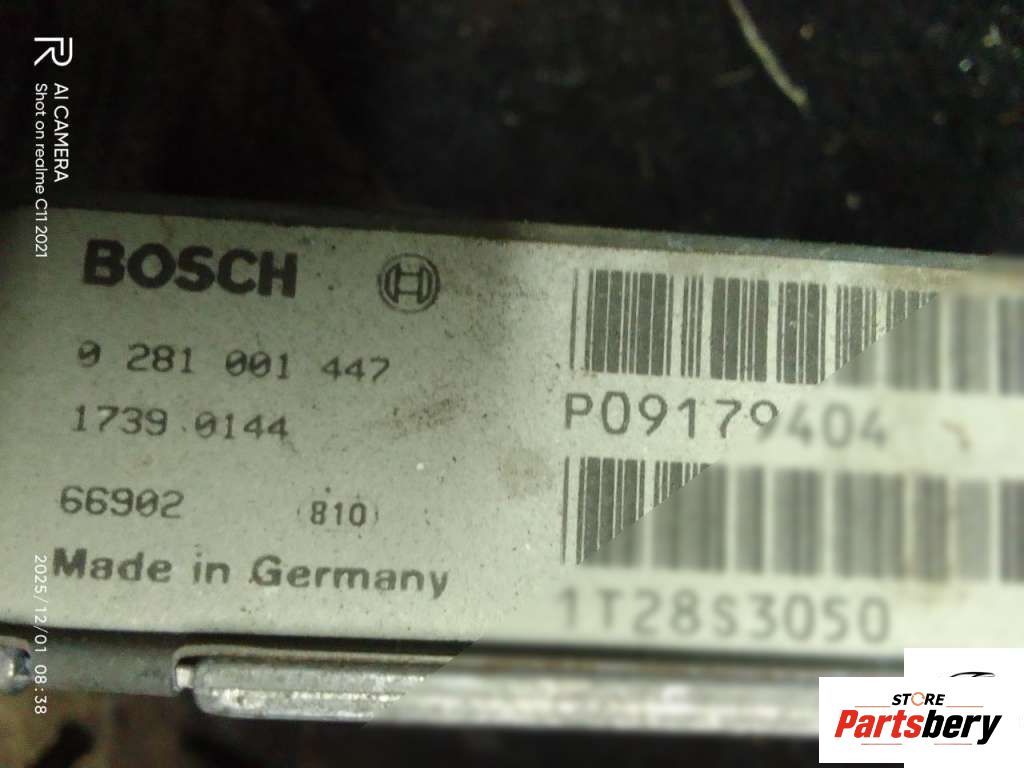 AI CAMERA
Shot on realme C11 2021
BOSCH
0 281 001 447
1739 0144
66902 (810)
Made in Germany
P09179404
1T28S3050
2025/12/01 08:38
STORE
Partsbery